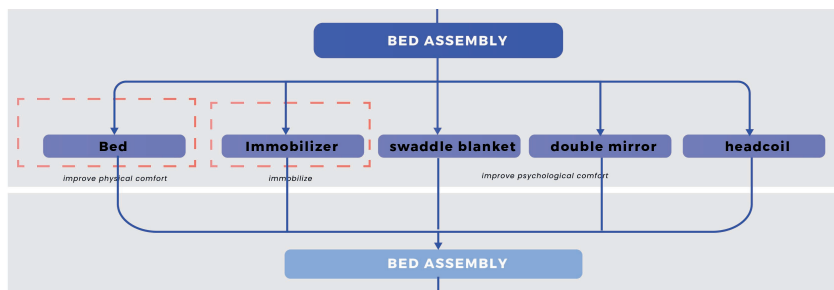 BED ASSEMBLY
Bed
Immobilizer
swaddle blanket
double mirror
headcoil
improve physical comfort
immobilize
improve psychological comfort
BED ASSEMBLY